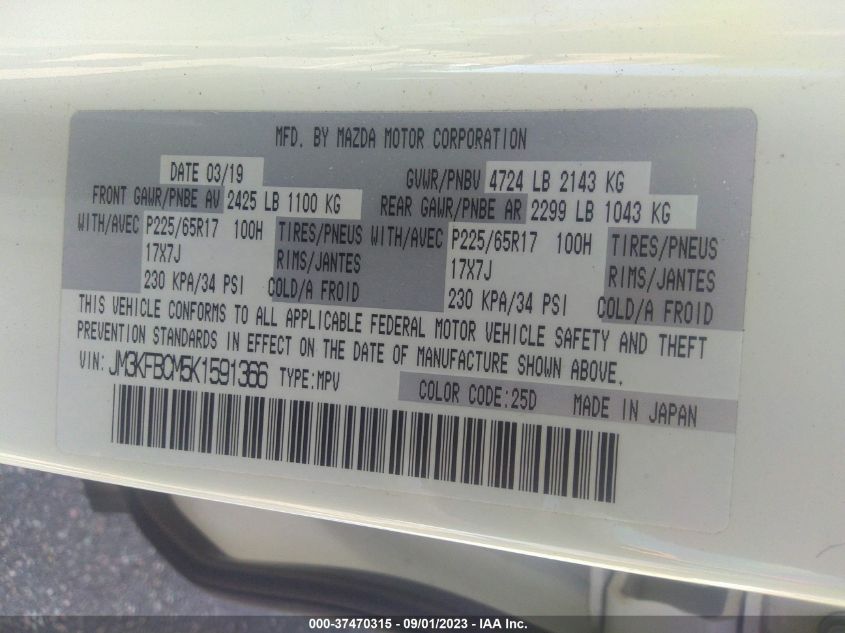 MFD. BY MAZDA MOTOR CORPORATION
DATE 03/19 GVWR/PNBV 4724 LB 2143 KG
FRONT GAWR/PNBE AV 2425 LB 1100 KG REAR GAWR/PNBE AR 2299 LB 1043 KG
WITH/AVEC P225/65R17 100H TIRES/PNEUS WITH/AVEC P225/65R17 100H TIRES/PNEUS
17X7J RIMS/JANTES 17X7J RIMS/JANTES
230 KPA/34 PSI COLD/A FROID 230 KPA/34 PSI COLD/A FROID
THIS VEHICLE CONFORMS TO ALL APPLICABLE FEDERAL MOTOR VEHICLE SAFETY AND THEFT
PREVENTION STANDARDS IN EFFECT ON THE DATE OF MANUFACTURE SHOWN ABOVE.
VIN: JM3KFBCM5K1591366 TYPE:MPV COLOR CODE:25D MADE IN JAPAN
000-37470315 - 09/01/2023 - IAA Inc.